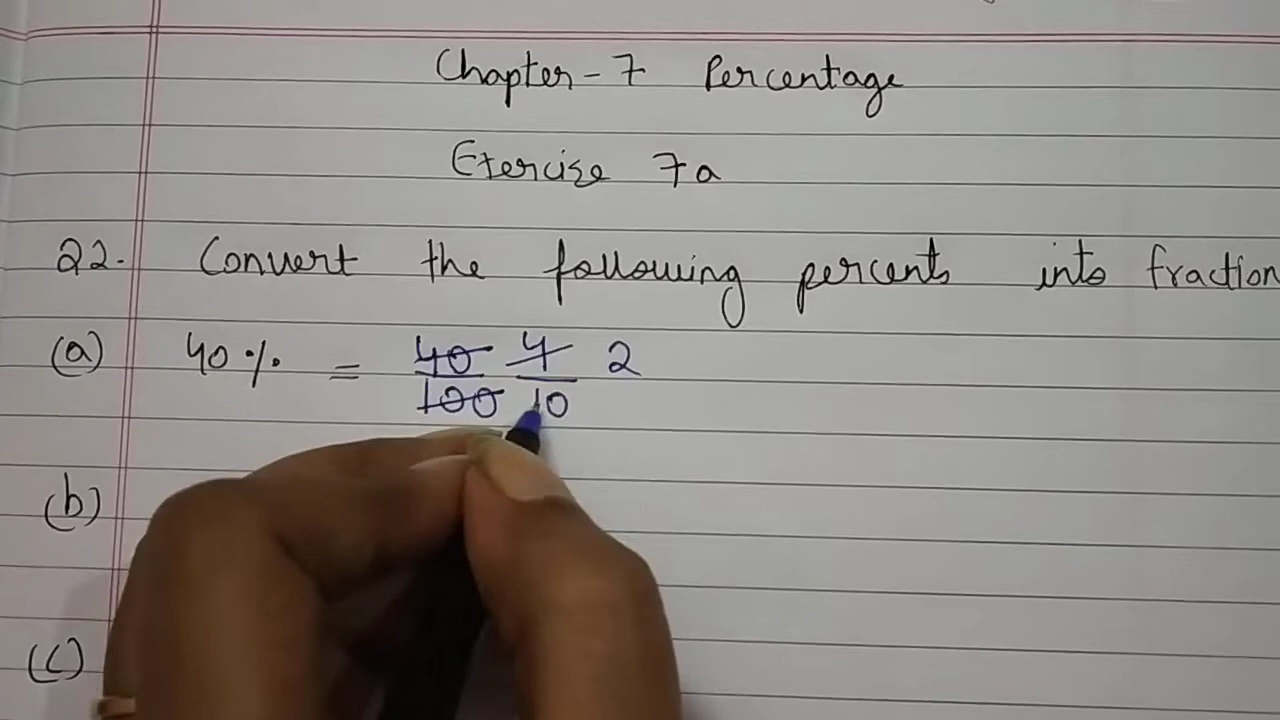 Chapter-7 Percentage
Exercise 7a
22. Convert the following percents into fraction
(a) 40% = 40/100 4/10 2
(b)
(c)